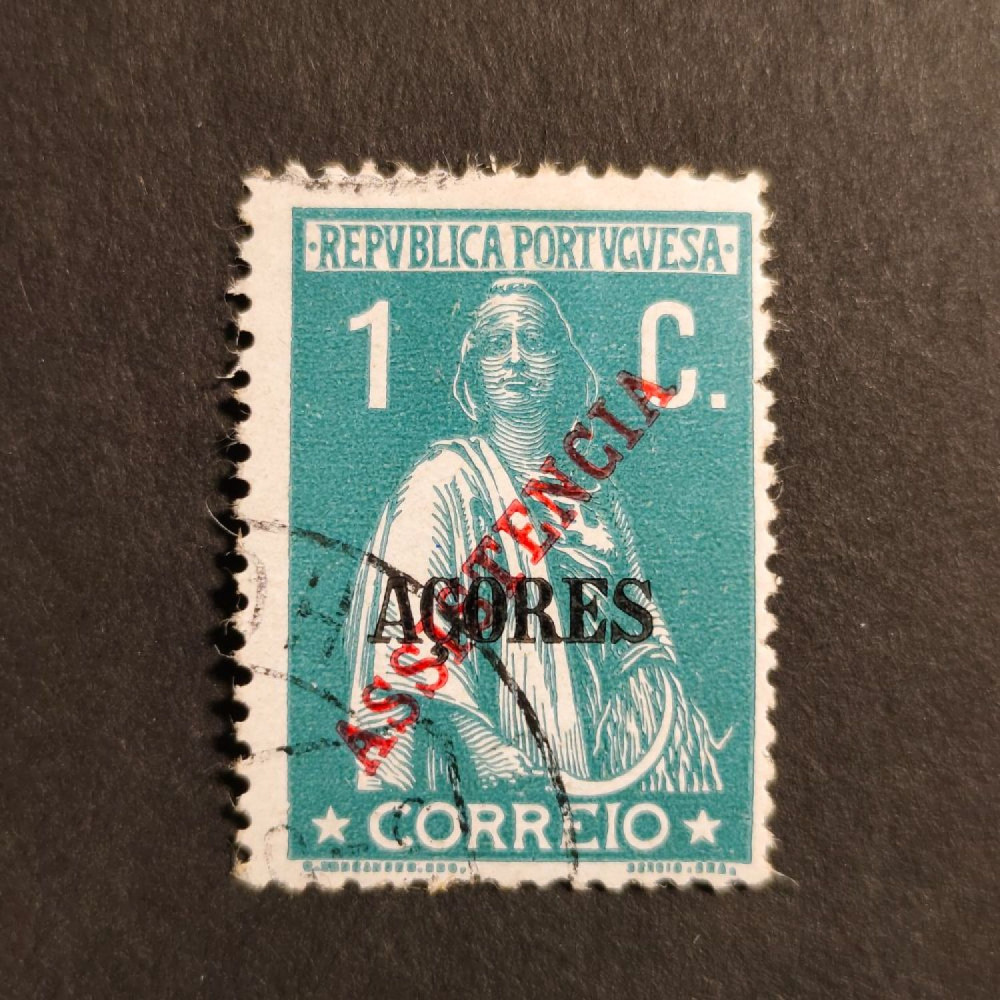 ·REPVBLICA PORTVGVESA·
1 C.
ASSISTENCIA
AÇORES
CORREIO